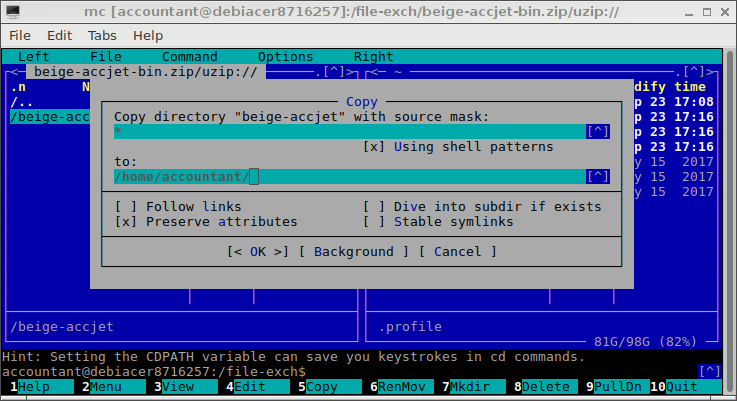 mc [accountant@debiacer8716257]:/file-exch/beige-accjet-bin.zip/uzip://
File Edit Tabs Help
Left File Command Options Right
<─ beige-accjet-bin.zip/uzip:// ─.[^]> <─ ~ ─.[^]>
.n N dify time
/.. p 23 17:08
/beige-acc p 23 17:16
p 23 17:16
p 23 17:16
y 15 2017
y 15 2017
y 15 2017
Copy
Copy directory "beige-accjet" with source mask:
* [^]
[x] Using shell patterns
to:
/home/accountant/ [^]
[ ] Follow links [ ] Dive into subdir if exists
[x] Preserve attributes [ ] Stable symlinks
[< OK >] [ Background ] [ Cancel ]
/beige-accjet .profile
81G/98G (82%)
Hint: Setting the CDPATH variable can save you keystrokes in cd commands.
accountant@debiacer8716257:/file-exch$ [^]
1Help 2Menu 3View 4Edit 5Copy 6RenMov 7Mkdir 8Delete 9PullDn 10Quit